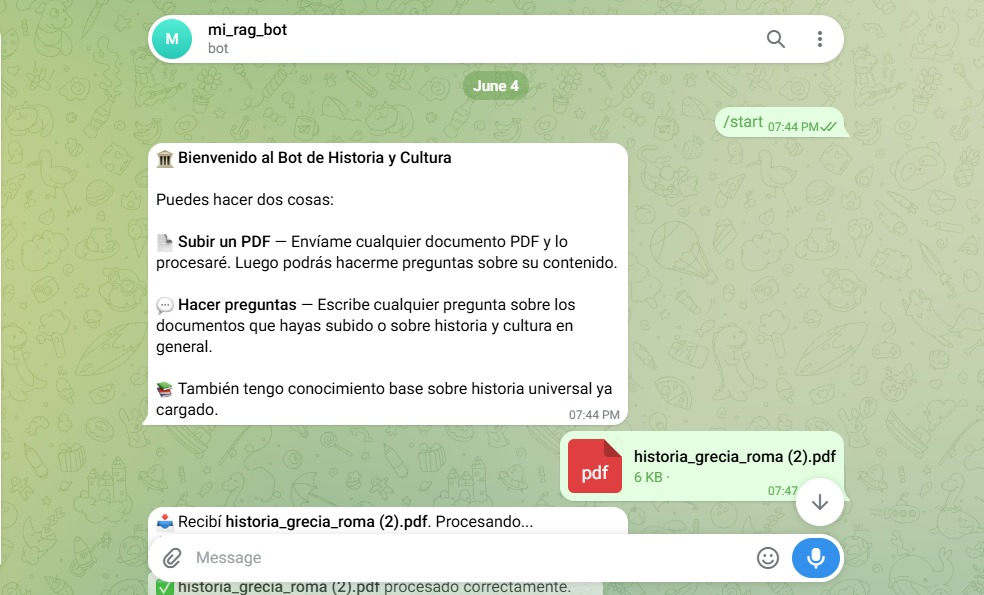 M
mi_rag_bot
bot
June 4
/start 07:44 PM
Bienvenido al Bot de Historia y Cultura
Puedes hacer dos cosas:
Subir un PDF — Envíame cualquier documento PDF y lo
procesaré. Luego podrás hacerme preguntas sobre su contenido.
Hacer preguntas — Escribe cualquier pregunta sobre los
documentos que hayas subido o sobre historia y cultura en
general.
También tengo conocimiento base sobre historia universal ya
cargado.
07:44 PM
pdf
historia_grecia_roma (2).pdf
6 KB ·
07:47
Recibí historia_grecia_roma (2).pdf. Procesando...
Message
historia_grecia_roma (2).pdf procesado correctamente.